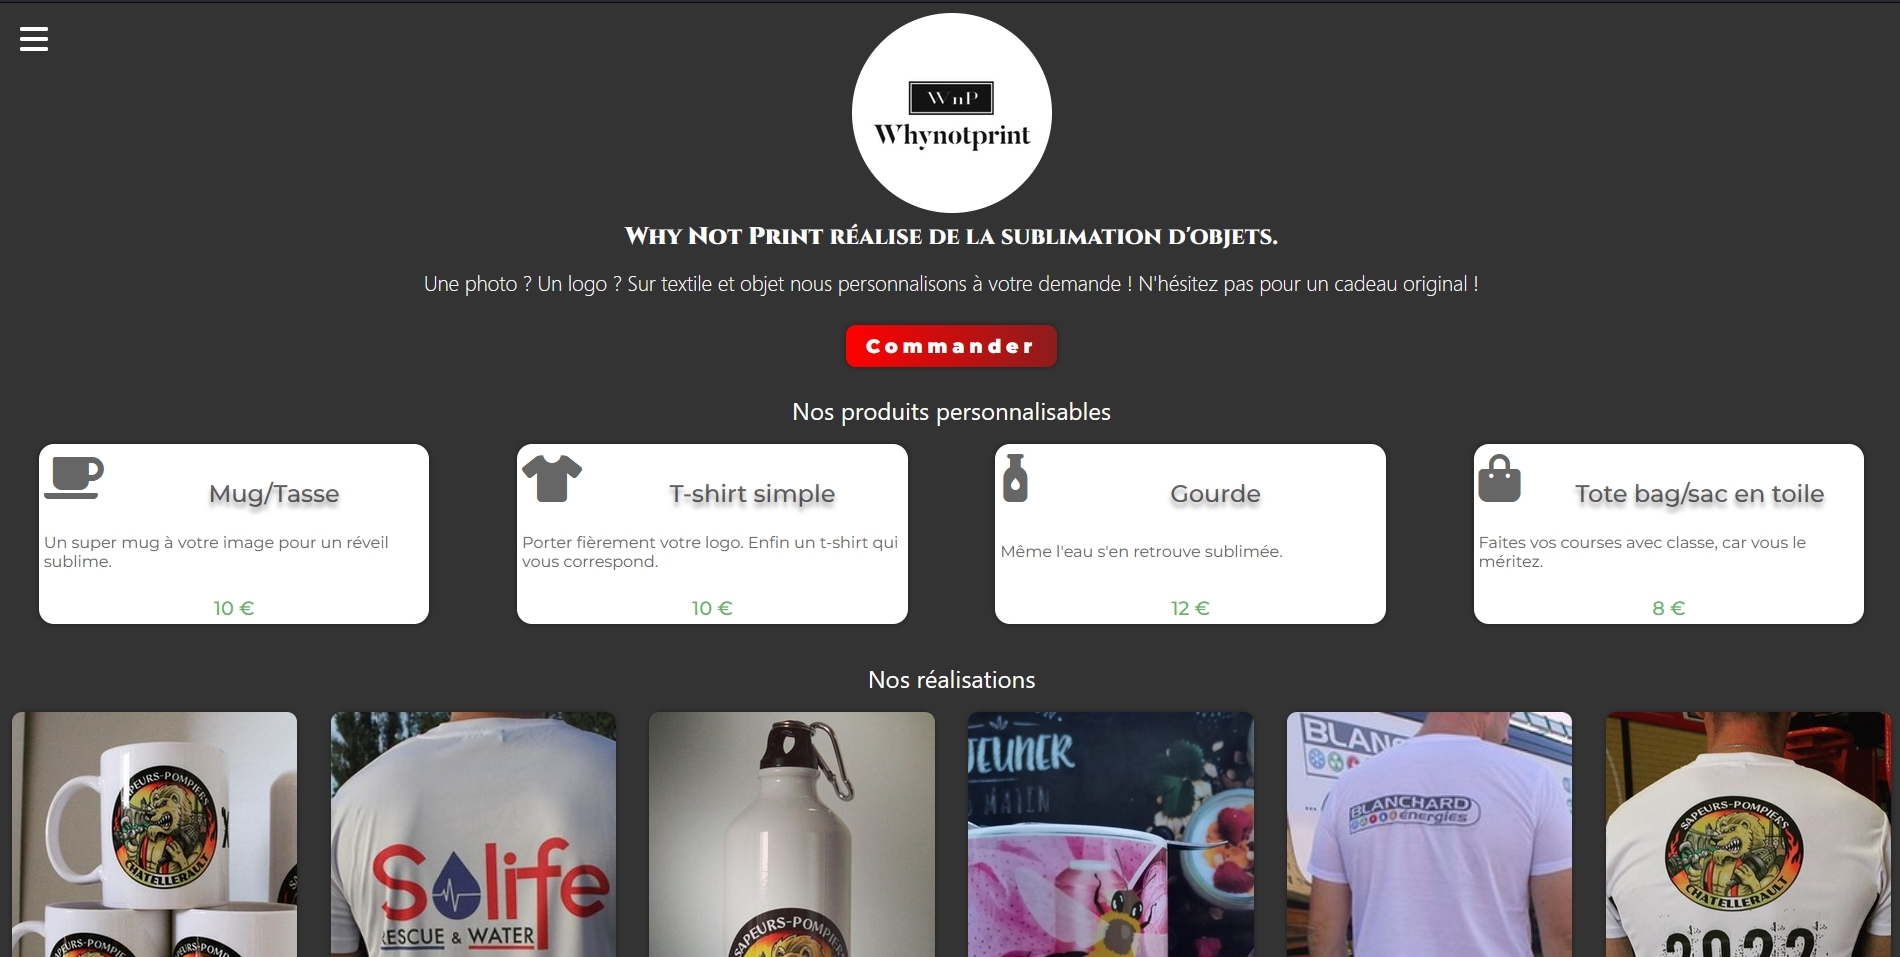 WnP
Whynotprint
Why Not Print réalise de la sublimation d'objets.
Une photo ? Un logo ? Sur textile et objet nous personnalisons à votre demande ! N'hésitez pas pour un cadeau original !
Commander
Nos produits personnalisables
Mug/Tasse
Un super mug à votre image pour un réveil
sublime.
10 €
T-shirt simple
Porter fièrement votre logo. Enfin un t-shirt qui
vous correspond.
10 €
Gourde
Même l'eau s'en retrouve sublimée.
12 €
Tote bag/sac en toile
Faites vos courses avec classe, car vous le
méritez.
8 €
Nos réalisations
SAPEURS-POMPIERS
CHATELLERAULT
Solife
RESCUE & WATER
SAPEURS-POMPIERS
JEUNER
MATIN
BLAN
BLANCHARD
énergies
SAPEURS-POMPIERS
CHATELLERAULT
2022